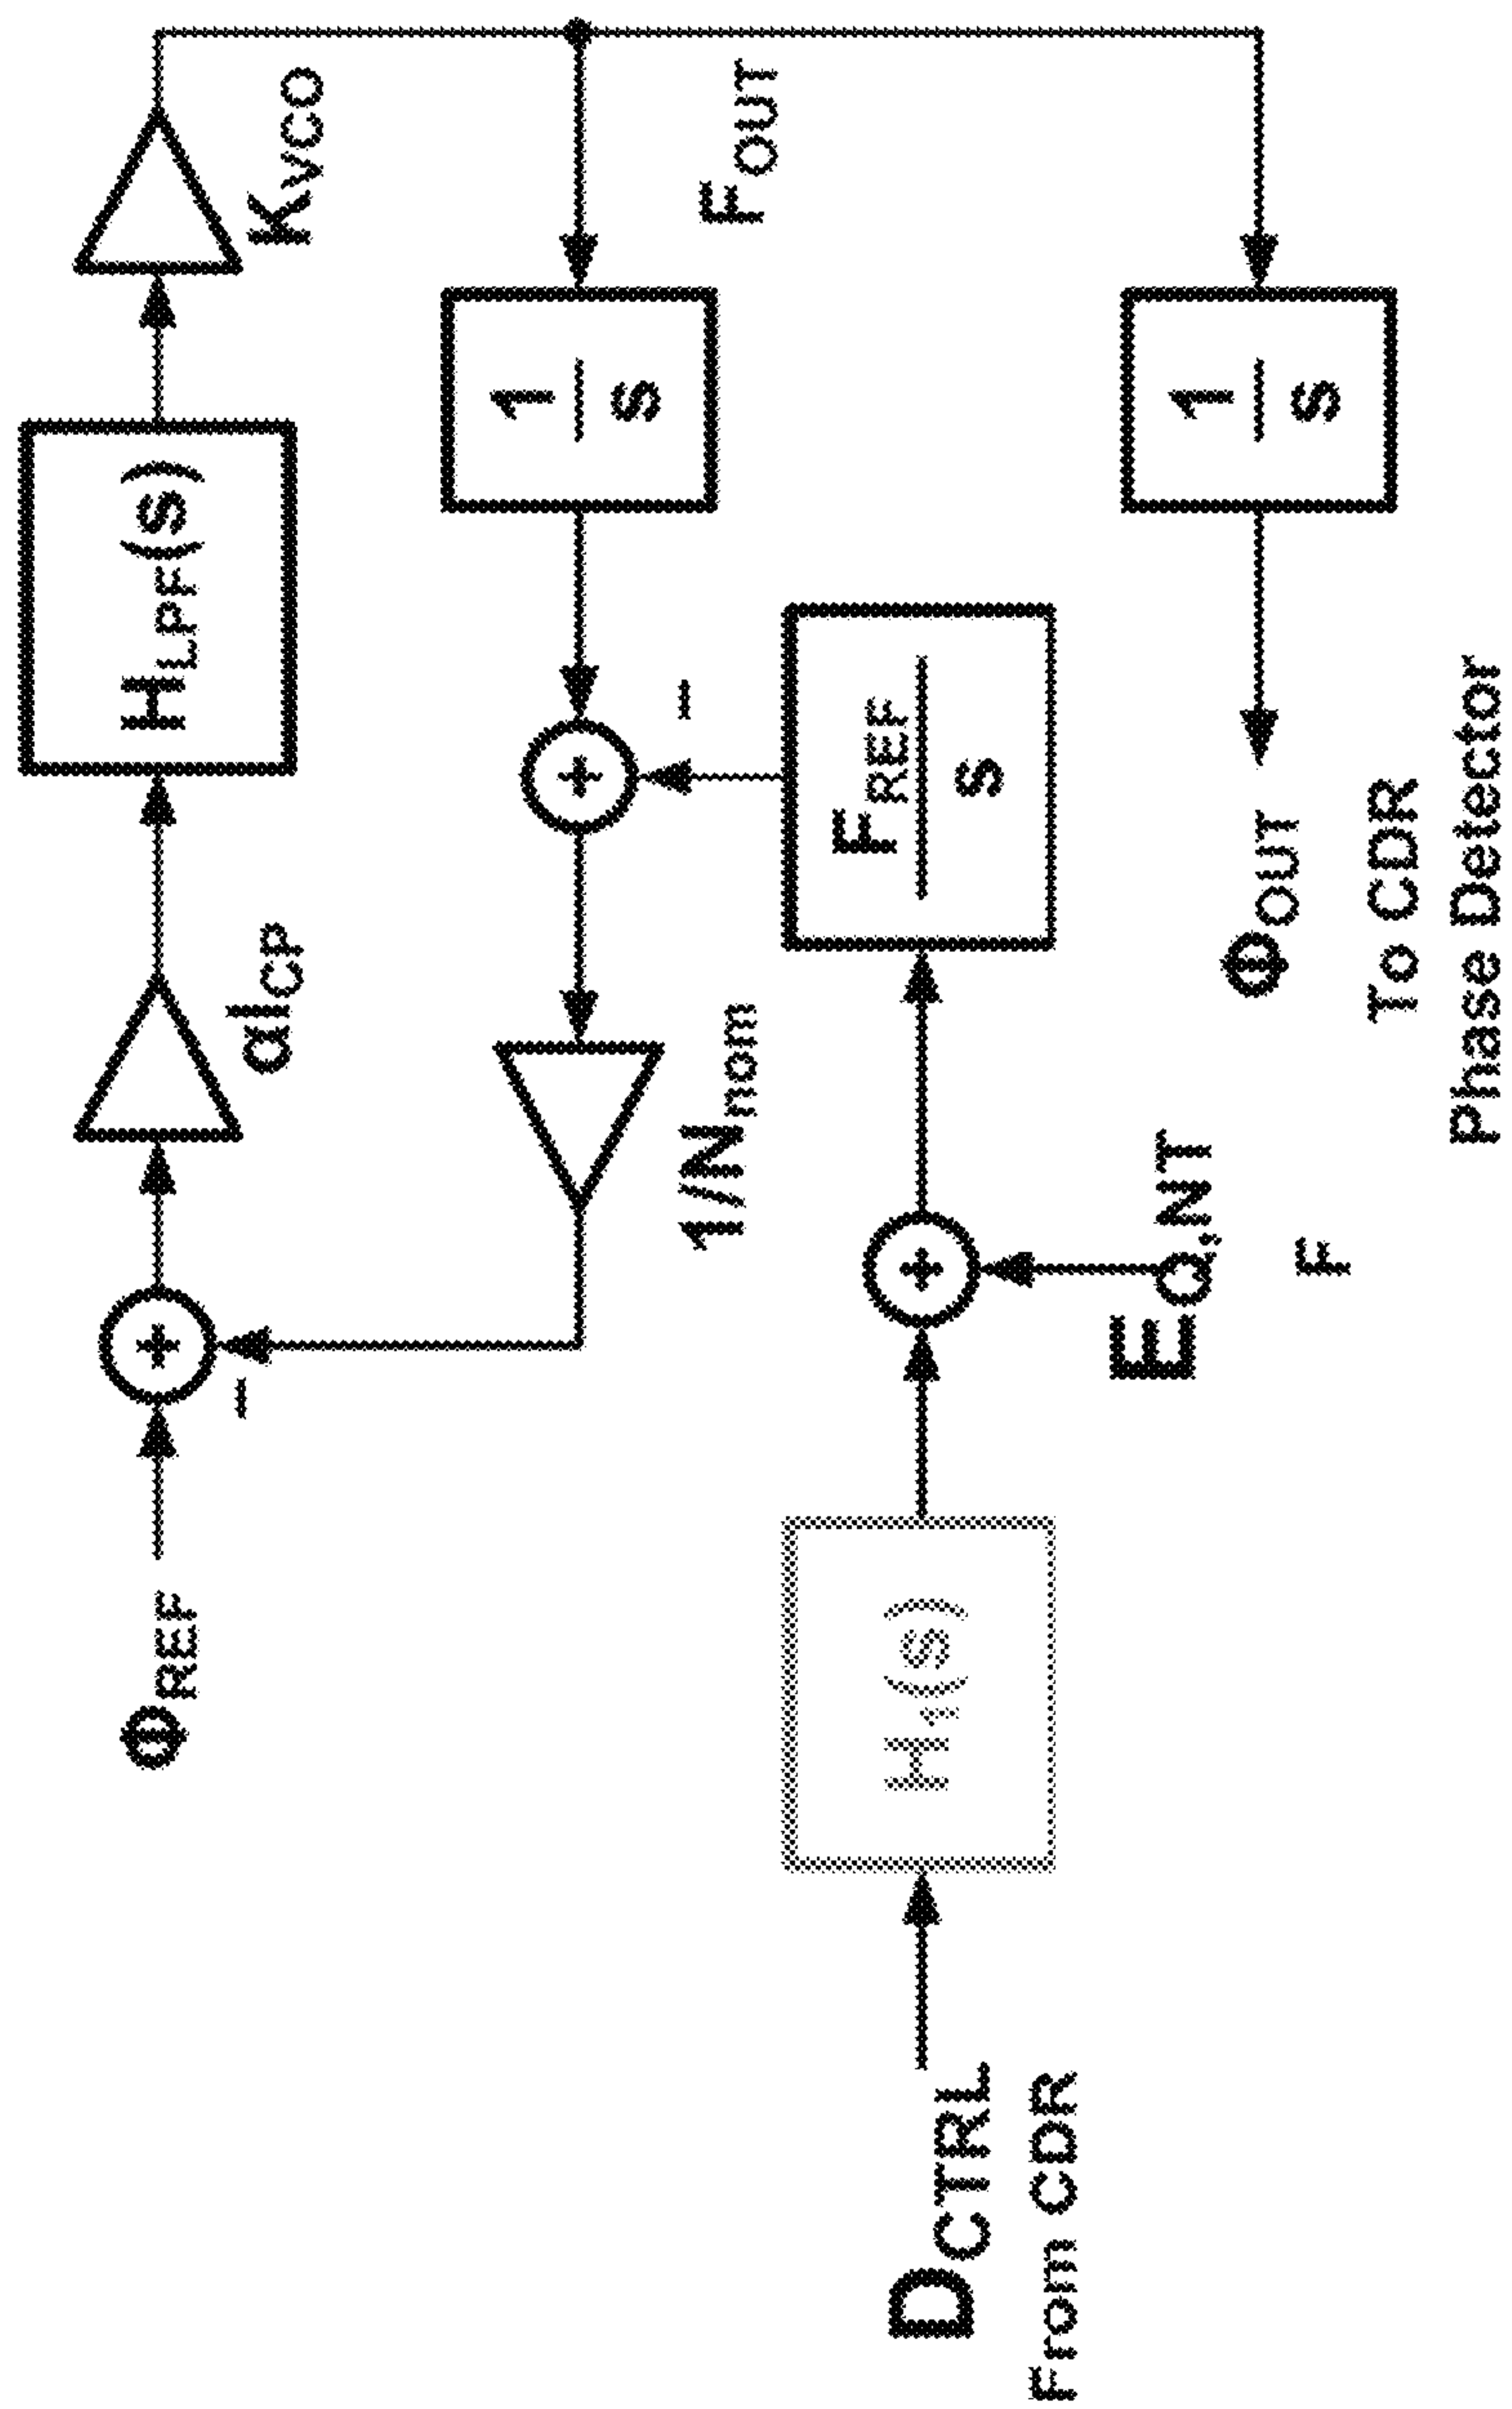 ΦREF
αICP
HLPF(s)
KVCO
1/Nnom
1
s
FOUT
DCTRL
From CDR
H1(s)
EQ,NT
F
FREF
s
1
s
ΦOUT
To CDR
Phase Detector